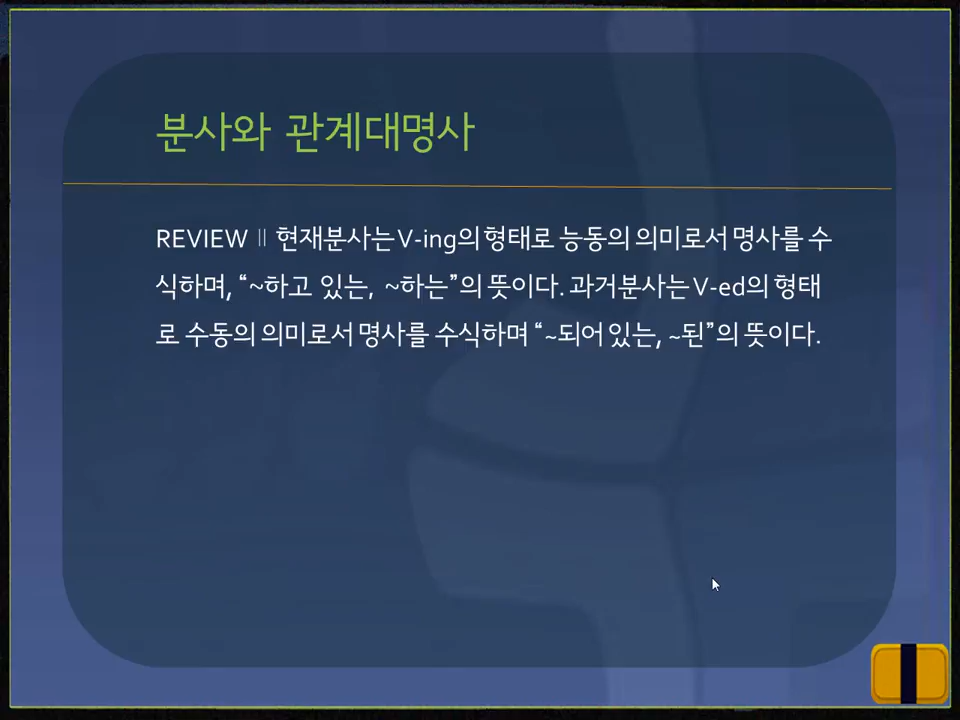 분사와 관계대명사
REVIEW Ⅱ 현재분사는 V-ing의 형태로 능동의 의미로서 명사를 수
식하며, “~하고 있는, ~하는”의 뜻이다. 과거분사는 V-ed의 형태
로 수동의 의미로서 명사를 수식하며 “~되어 있는, ~된”의 뜻이다.